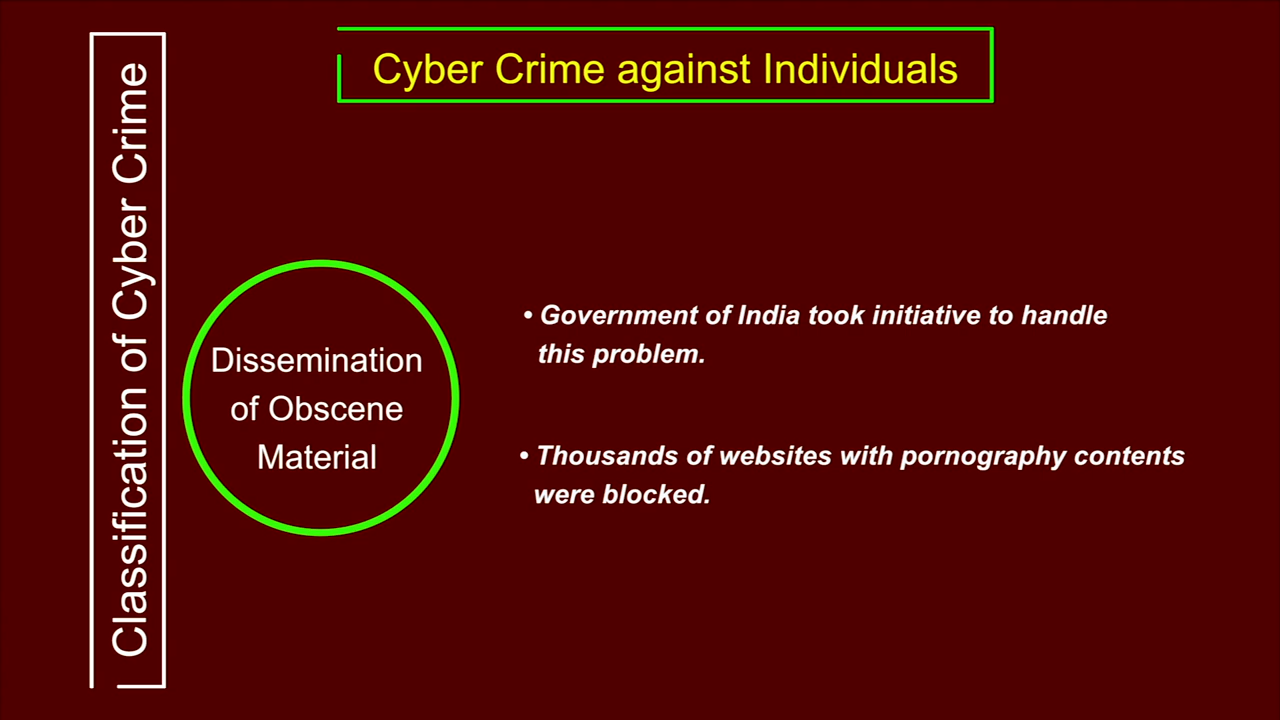 Classification of Cyber Crime
Cyber Crime against Individuals
Dissemination
of Obscene
Material
• Government of India took initiative to handle
this problem.
• Thousands of websites with pornography contents
were blocked.